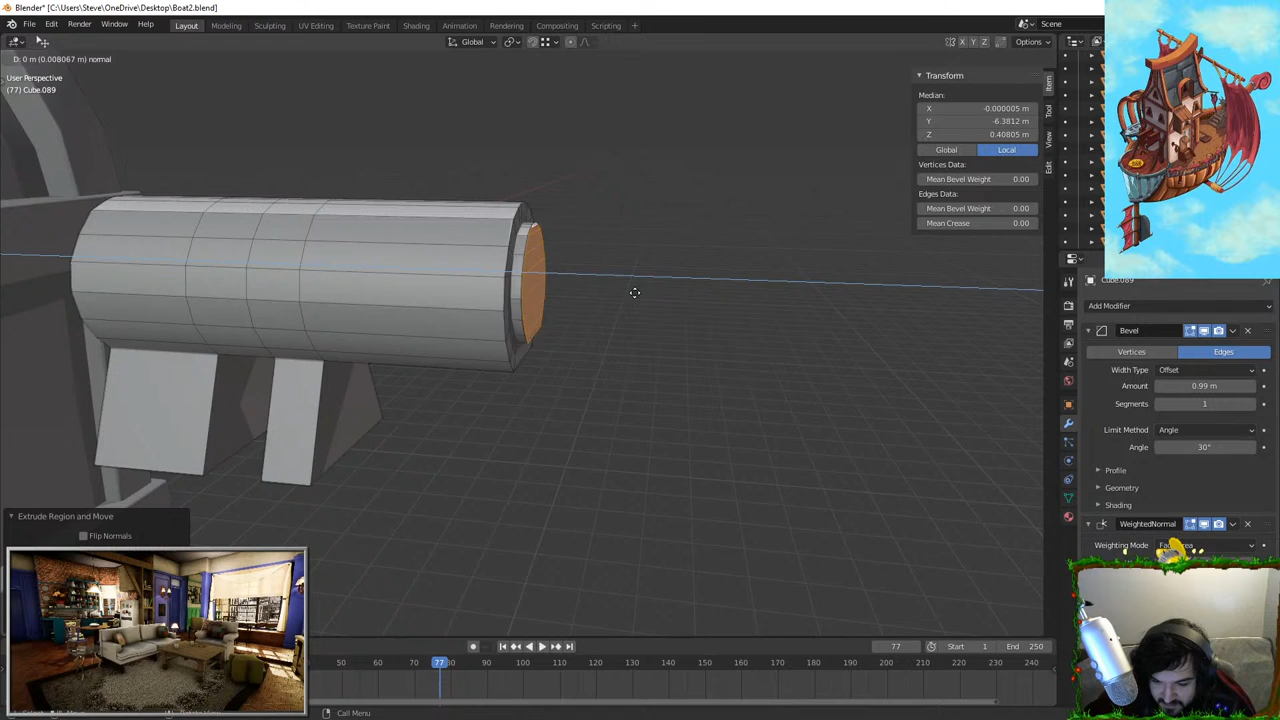 Blender* [C:\Users\Steve\OneDrive\Desktop\Boat2.blend]
File Edit Render Window Help Layout Modeling Sculpting UV Editing Texture Paint Shading Animation Rendering Compositing Scripting + Scene
Global X Y Z Options
D: 0 m (0.008067 m) normal
User Perspective
(77) Cube.089
Transform
Median:
X -0.000005 m
Y -6.3812 m
Z 0.40805 m
Global Local
Vertices Data:
Mean Bevel Weight 0.00
Edges Data:
Mean Bevel Weight 0.00
Mean Crease 0.00
Item
Tool
View
Edit
Cube.089
Add Modifier
Bevel
Vertices Edges
Width Type Offset
Amount 0.99 m
Segments 1
Limit Method Angle
Angle 30°
Profile
Geometry
Shading
WeightedNormal
Weighting Mode
Extrude Region and Move
Flip Normals
77 Start 1 End 250
50 60 70 77 80 90 100 110 120 130 140 150 160 170 180 190 200 210 220 230 240
Call Menu